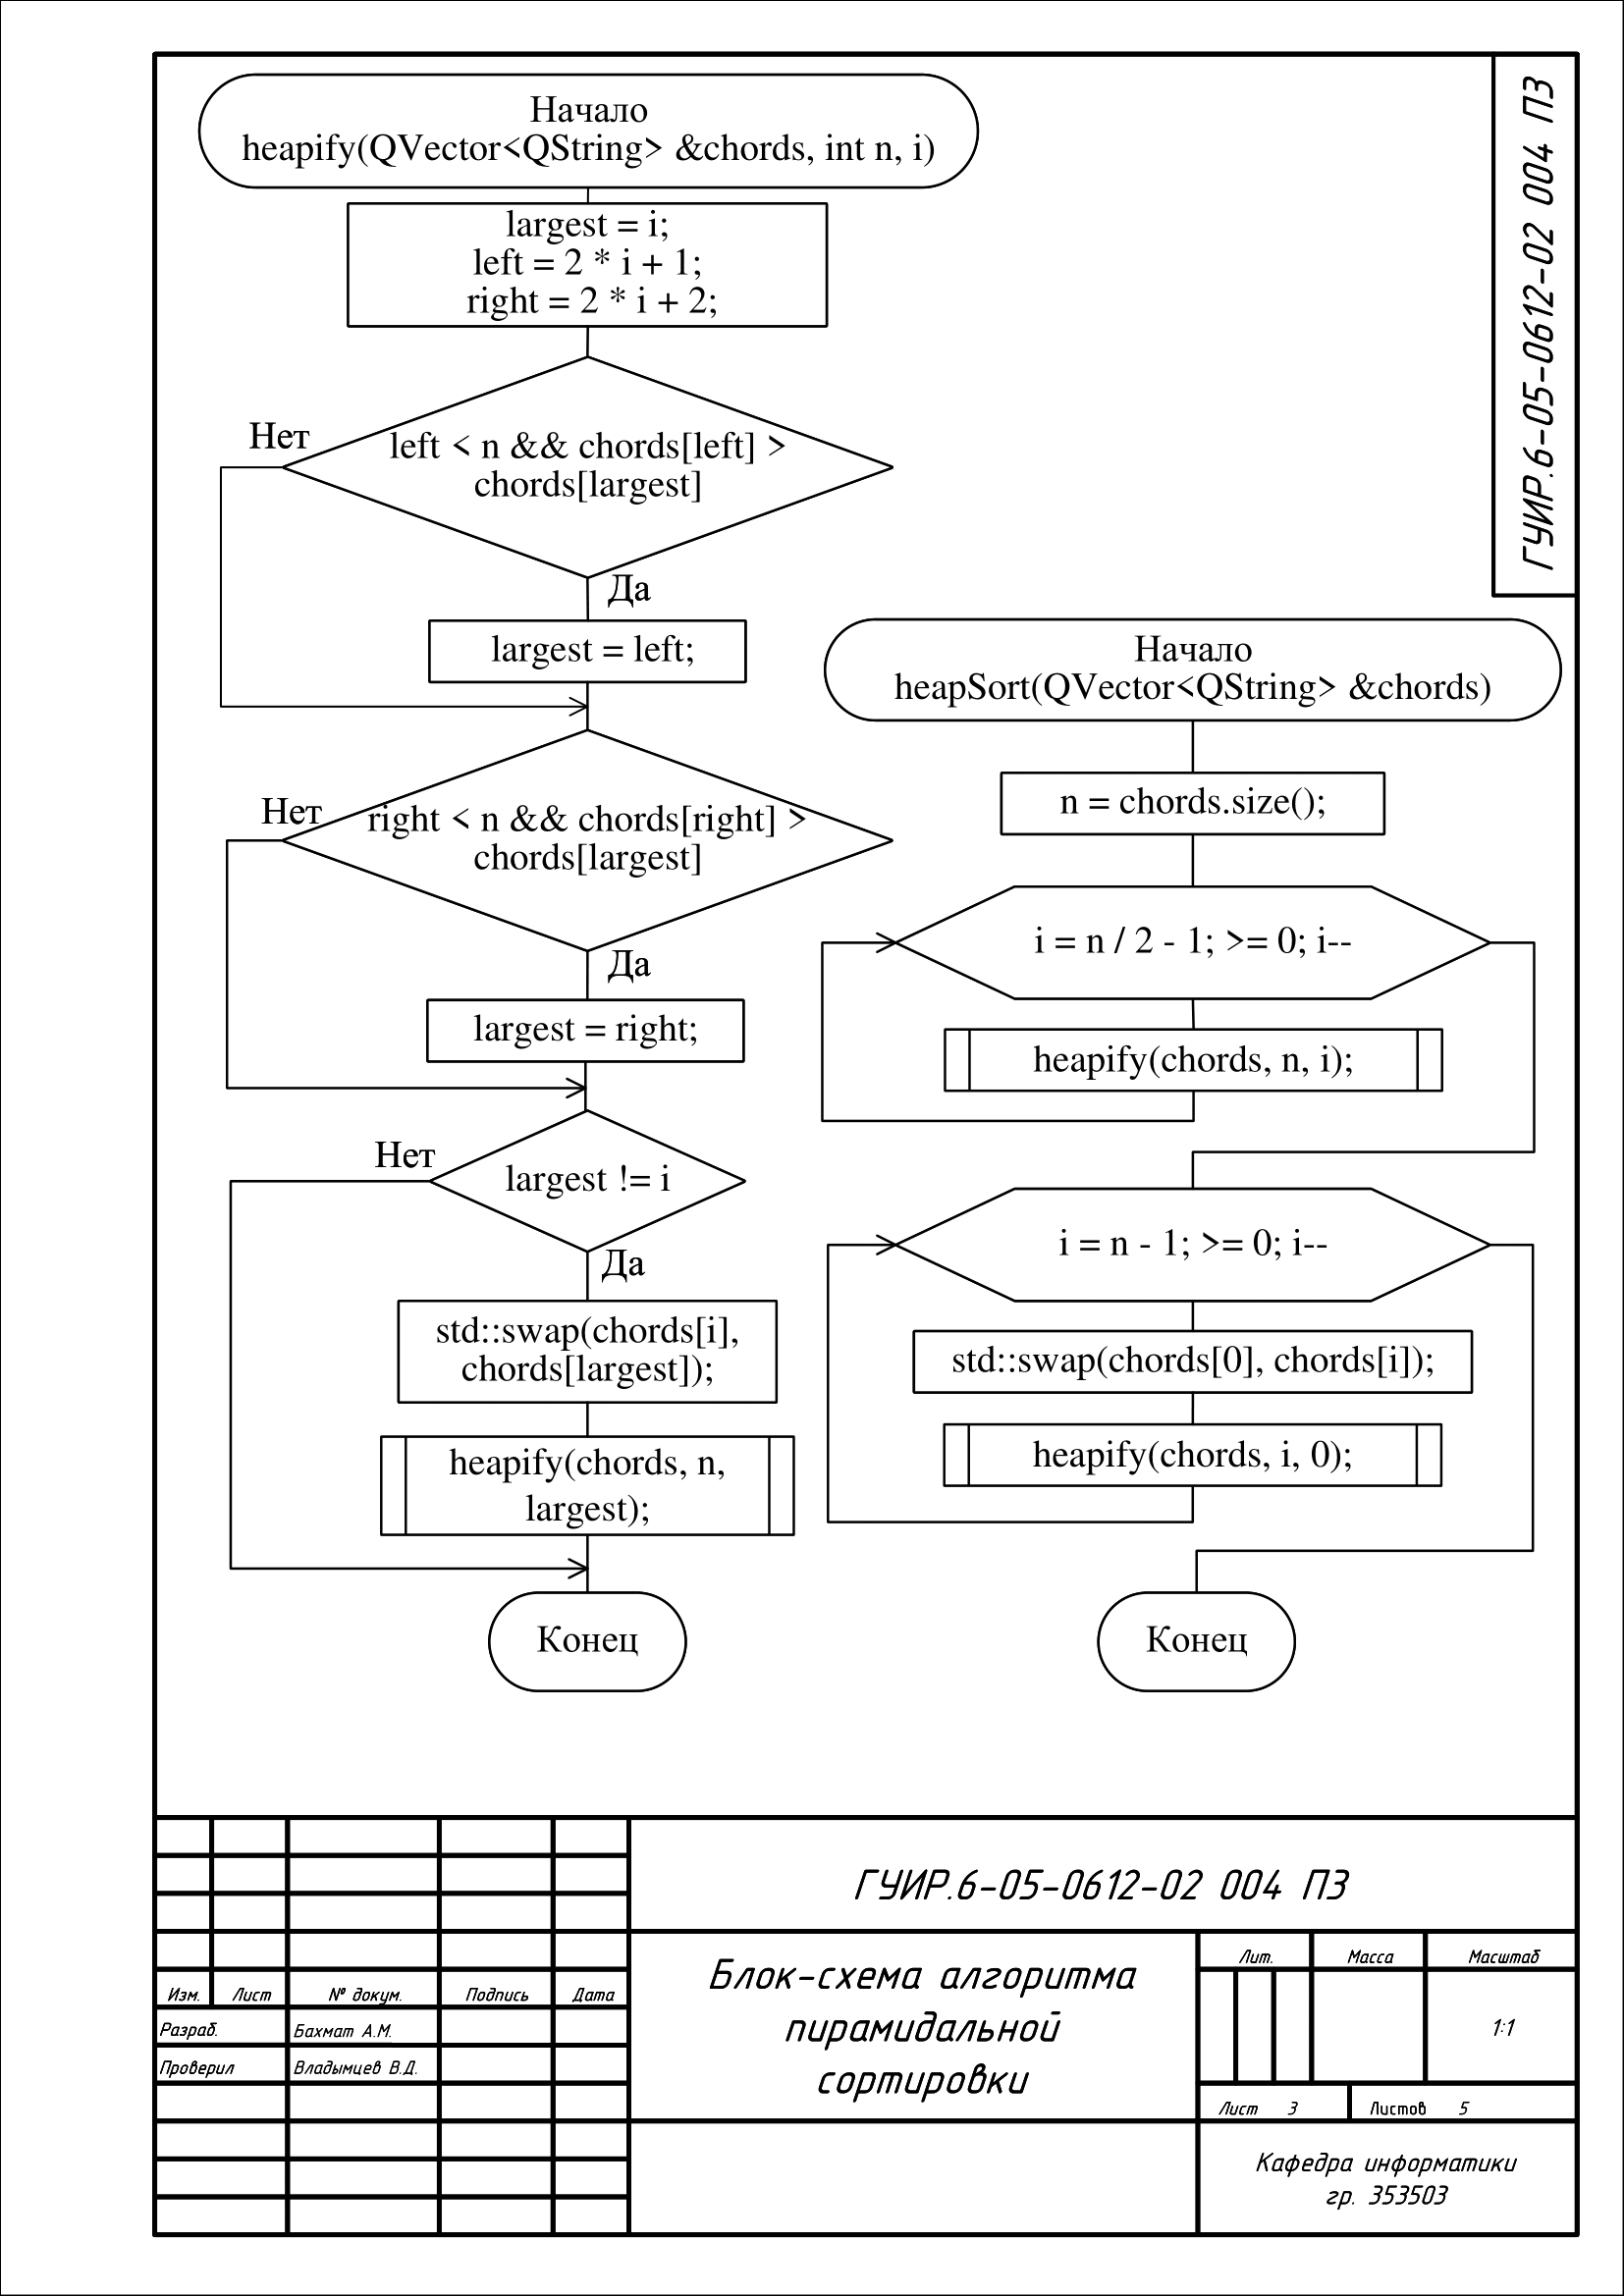 Начало
heapify(QVector<QString> &chords, int n, i)
largest = i;
left = 2 * i + 1;
right = 2 * i + 2;
Нет
left < n && chords[left] >
chords[largest]
Да
largest = left;
Нет
right < n && chords[right] >
chords[largest]
Да
largest = right;
Нет
largest != i
Да
std::swap(chords[i],
chords[largest]);
heapify(chords, n,
largest);
Конец
ГУИР.6-05-0612-02 004 ПЗ
Начало
heapSort(QVector<QString> &chords)
n = chords.size();
i = n / 2 - 1; >= 0; i--
heapify(chords, n, i);
i = n - 1; >= 0; i--
std::swap(chords[0], chords[i]);
heapify(chords, i, 0);
Конец
ГУИР.6-05-0612-02 004 ПЗ
Изм. Лист № докум. Подпись Дата
Разраб. Бахмат А.М.
Проверил Владымцев В.Д.
Блок-схема алгоритма
пирамидальной
сортировки
Лит. Масса Масштаб
1:1
Лист 3 Листов 5
Кафедра информатики
гр. 353503